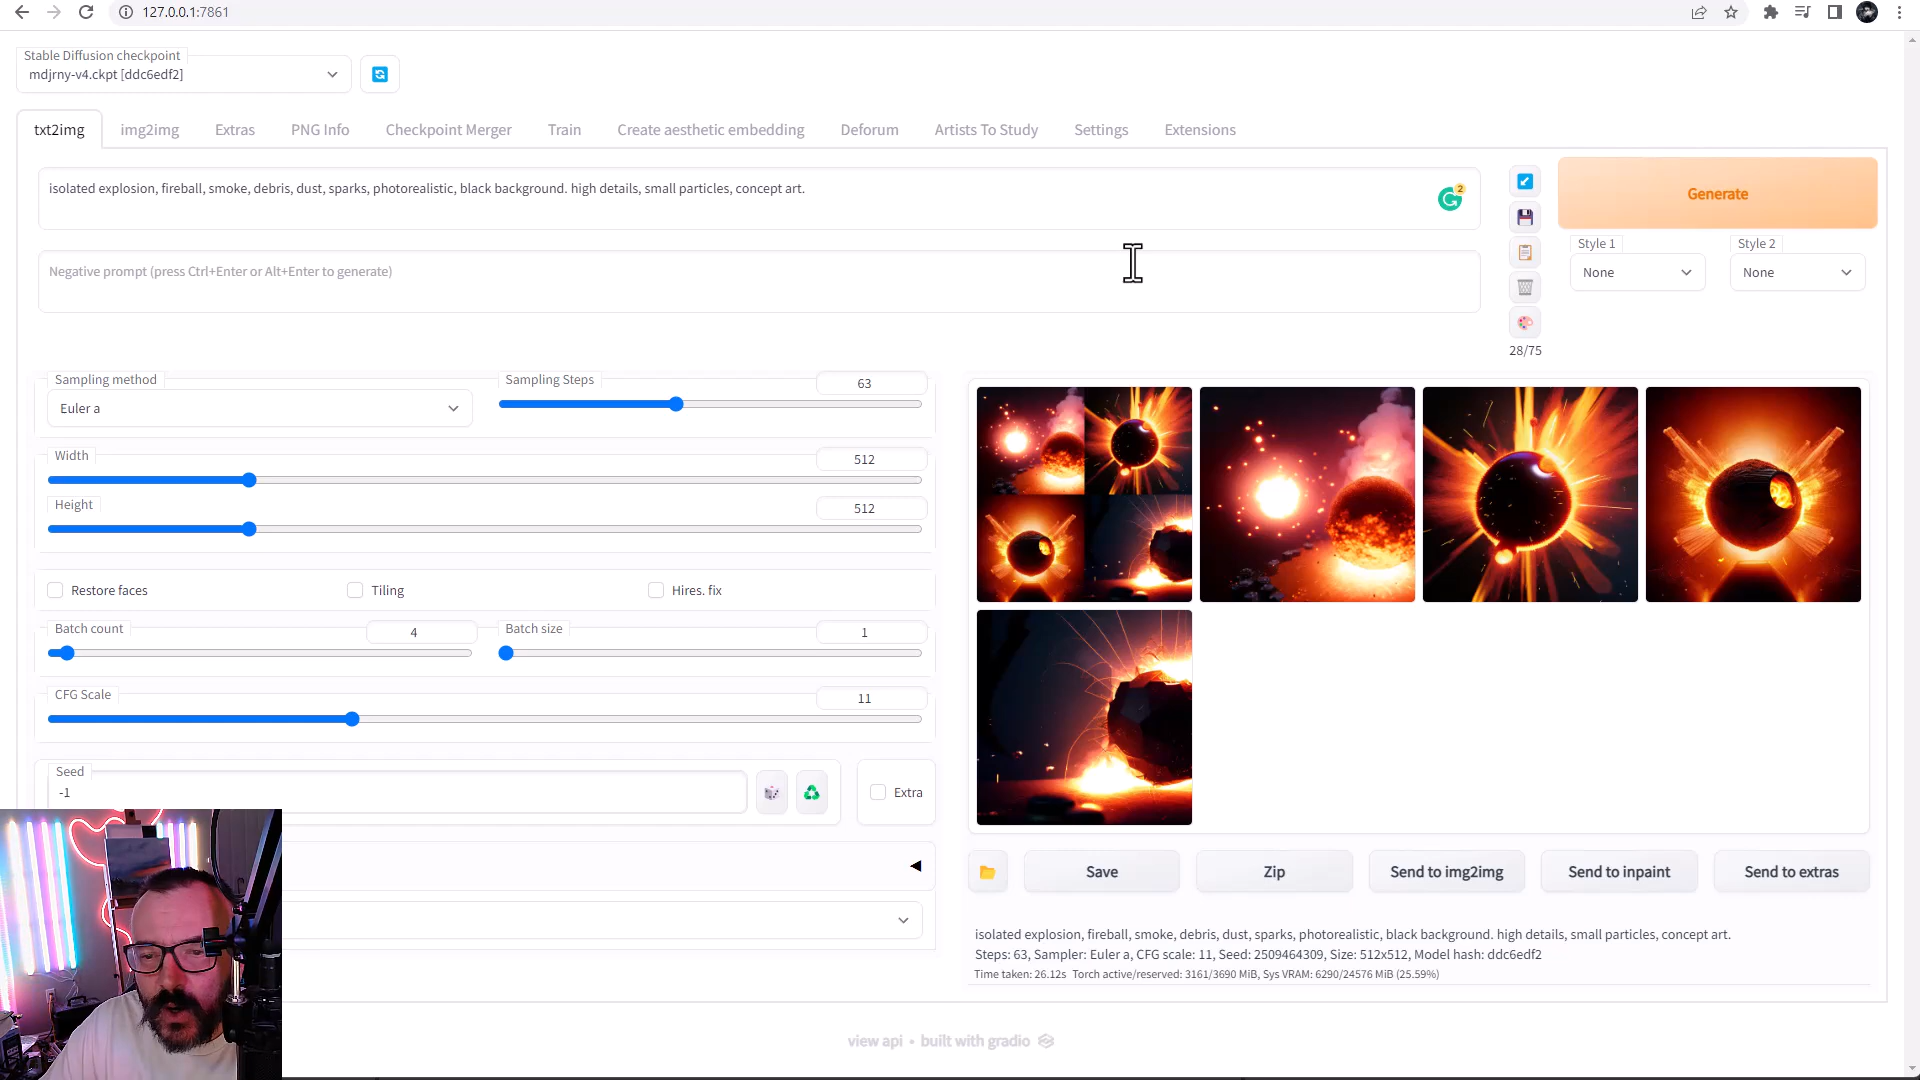 127.0.0.1:7861
Stable Diffusion checkpoint
mdjrny-v4.ckpt [ddc6edf2]
txt2img img2img Extras PNG Info Checkpoint Merger Train Create aesthetic embedding Deforum Artists To Study Settings Extensions
isolated explosion, fireball, smoke, debris, dust, sparks, photorealistic, black background. high details, small particles, concept art.
2
Generate
Negative prompt (press Ctrl+Enter or Alt+Enter to generate)
Style 1 Style 2
None None
28/75
Sampling method Sampling Steps 63
Euler a
Width 512
Height 512
Restore faces Tiling Hires. fix
Batch count 4 Batch size 1
CFG Scale 11
Seed
-1
Extra
Save Zip Send to img2img Send to inpaint Send to extras
isolated explosion, fireball, smoke, debris, dust, sparks, photorealistic, black background. high details, small particles, concept art.
Steps: 63, Sampler: Euler a, CFG scale: 11, Seed: 2509464309, Size: 512x512, Model hash: ddc6edf2
Time taken: 26.12s Torch active/reserved: 3161/3690 MiB, Sys VRAM: 6290/24576 MiB (25.59%)
view api • built with gradio